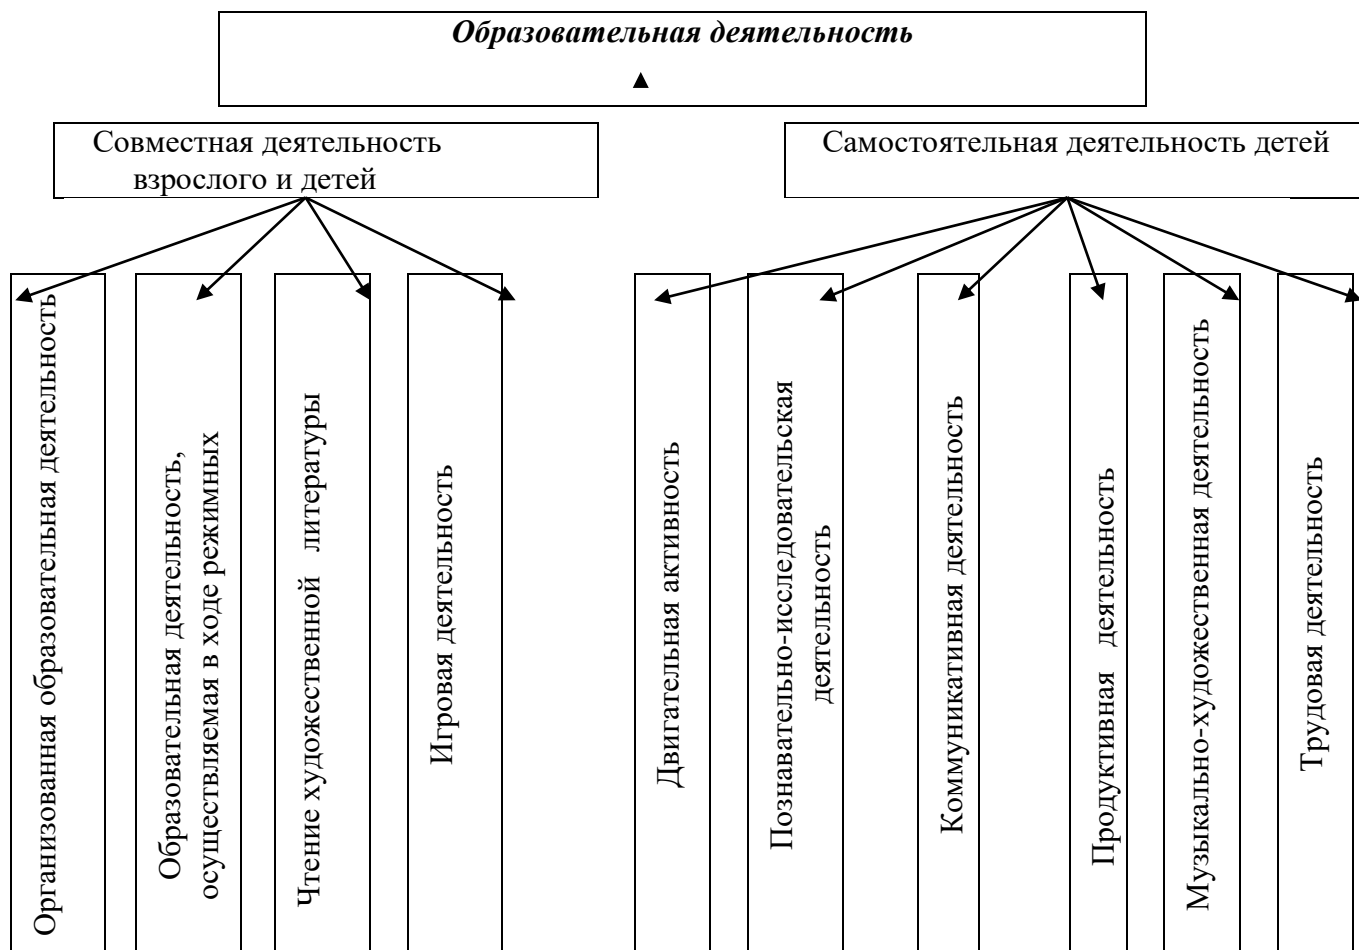 Образовательная деятельность
▲
Совместная деятельность
взрослого и детей
Самостоятельная деятельность детей
Организованная образовательная деятельность
Образовательная деятельность,
осуществляемая в ходе режимных
Чтение художественной литературы
Игровая деятельность
Двигательная активность
Познавательно-исследовательская
деятельность
Коммуникативная деятельность
Продуктивная деятельность
Музыкально-художественная деятельность
Трудовая деятельность